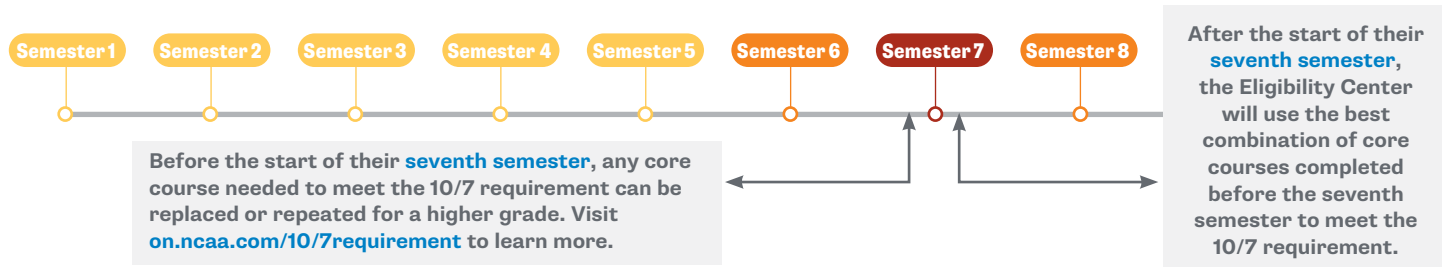 Semester 1
Semester 2
Semester 3
Semester 4
Semester 5
Semester 6
Semester 7
Semester 8
Before the start of their seventh semester, any core
course needed to meet the 10/7 requirement can be
replaced or repeated for a higher grade. Visit
on.ncaa.com/10/7requirement to learn more.
After the start of their
seventh semester,
the Eligibility Center
will use the best
combination of core
courses completed
before the seventh
semester to meet the
10/7 requirement.